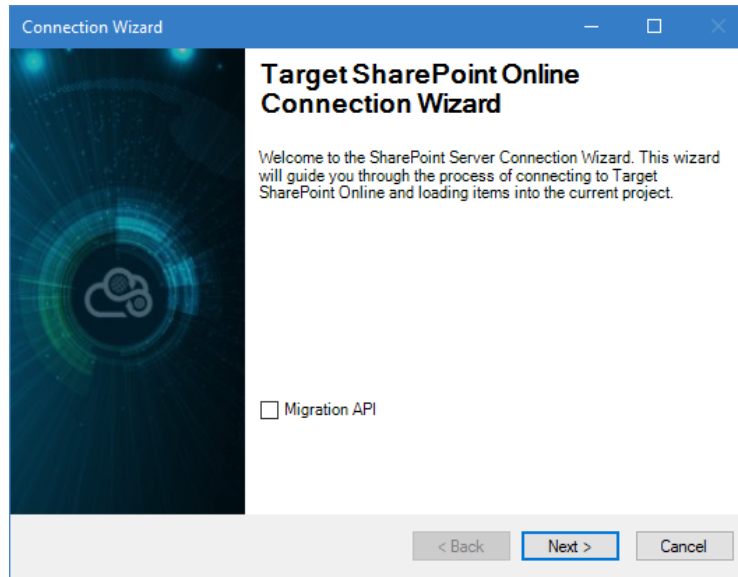 Connection Wizard
Target SharePoint Online
Connection Wizard
Welcome to the SharePoint Server Connection Wizard. This wizard
will guide you through the process of connecting to Target
SharePoint Online and loading items into the current project.
Migration API
< Back
Next >
Cancel